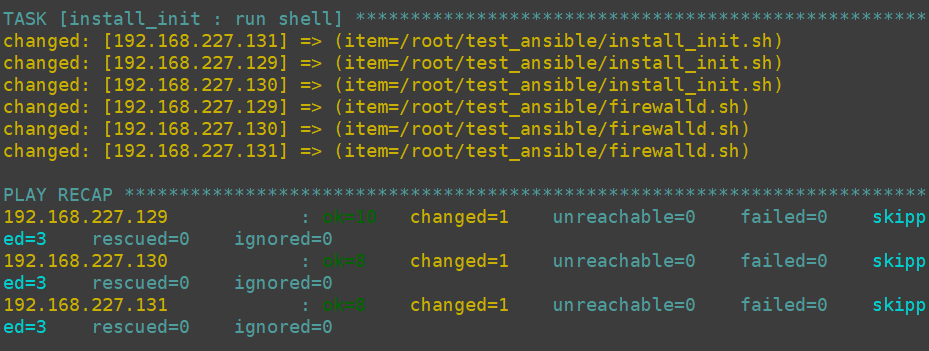 TASK [install_init : run shell] ****************************************************
changed: [192.168.227.131] => (item=/root/test_ansible/install_init.sh)
changed: [192.168.227.129] => (item=/root/test_ansible/install_init.sh)
changed: [192.168.227.130] => (item=/root/test_ansible/install_init.sh)
changed: [192.168.227.129] => (item=/root/test_ansible/firewalld.sh)
changed: [192.168.227.130] => (item=/root/test_ansible/firewalld.sh)
changed: [192.168.227.131] => (item=/root/test_ansible/firewalld.sh)
PLAY RECAP *************************************************************************
192.168.227.129 : ok=10 changed=1 unreachable=0 failed=0 skipp
ed=3 rescued=0 ignored=0
192.168.227.130 : changed=1 unreachable=0 failed=0 skipp
ed=3 rescued=0 ignored=0
192.168.227.131 : changed=1 unreachable=0 failed=0 skipp
ed=3 rescued=0 ignored=0